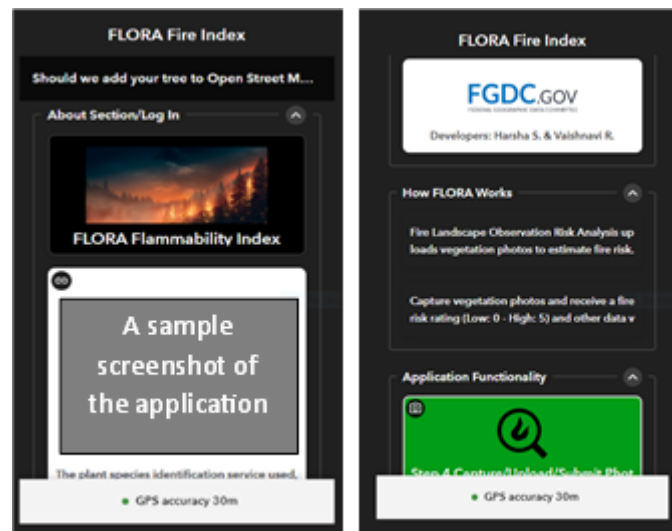 FLORA Fire Index
Should we add your tree to Open Street M...
About Section/Log In
FLORA Flammability Index
A sample
screenshot of
the application
The plant species identification service used,
GPS accuracy 30m
FLORA Fire Index
FGDC.GOV
FEDERAL GEOGRAPHIC DATA COMMITTEE
Developers: Harsha S. & Vaishnavi R.
How FLORA Works
Fire Landscape Observation Risk Analysis up
loads vegetation photos to estimate fire risk.
Capture vegetation photos and receive a fire
risk rating (Low: 0 - High: 5) and other data v
Application Functionality
Step 4 Capture/Upload/Submit Phot
GPS accuracy 30m